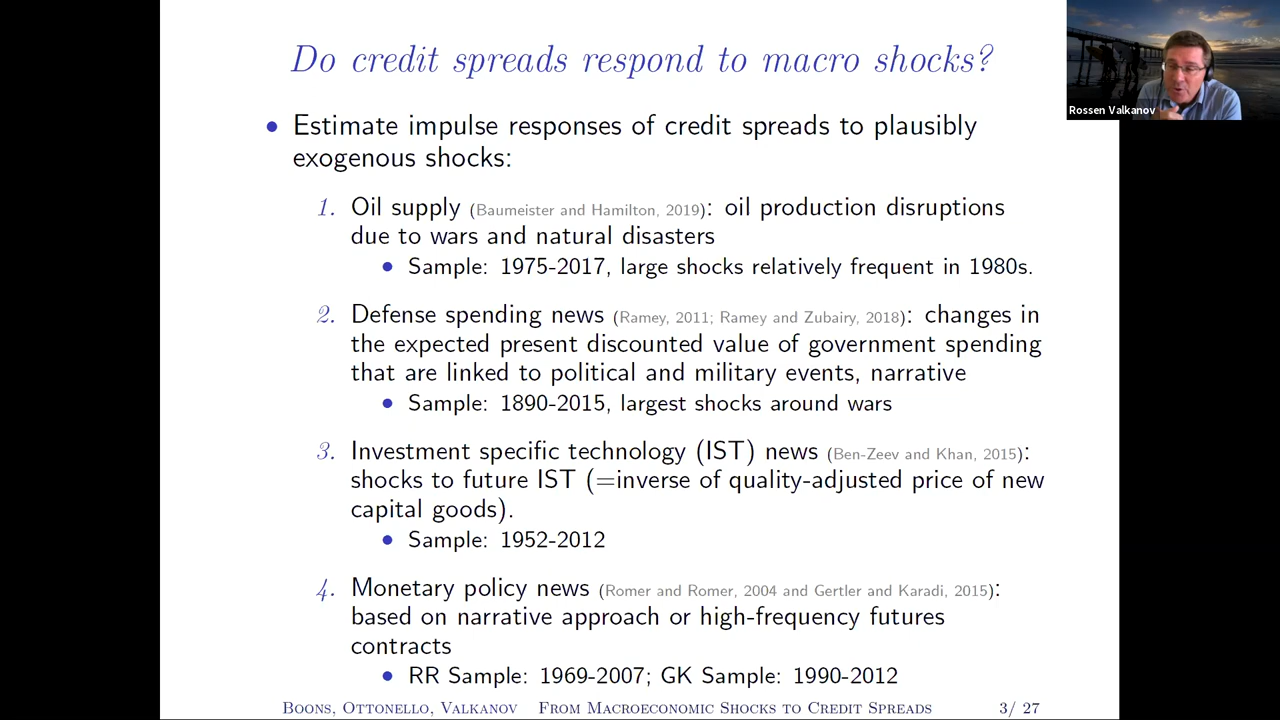 Do credit spreads respond to macro shocks?
Rossen Valkanov
• Estimate impulse responses of credit spreads to plausibly
exogenous shocks:
1. Oil supply (Baumeister and Hamilton, 2019): oil production disruptions
due to wars and natural disasters
• Sample: 1975-2017, large shocks relatively frequent in 1980s.
2. Defense spending news (Ramey, 2011; Ramey and Zubairy, 2018): changes in
the expected present discounted value of government spending
that are linked to political and military events, narrative
• Sample: 1890-2015, largest shocks around wars
3. Investment specific technology (IST) news (Ben-Zeev and Khan, 2015):
shocks to future IST (=inverse of quality-adjusted price of new
capital goods).
• Sample: 1952-2012
4. Monetary policy news (Romer and Romer, 2004 and Gertler and Karadi, 2015):
based on narrative approach or high-frequency futures
contracts
• RR Sample: 1969-2007; GK Sample: 1990-2012
Boons, Ottonello, Valkanov From Macroeconomic Shocks to Credit Spreads 3/ 27